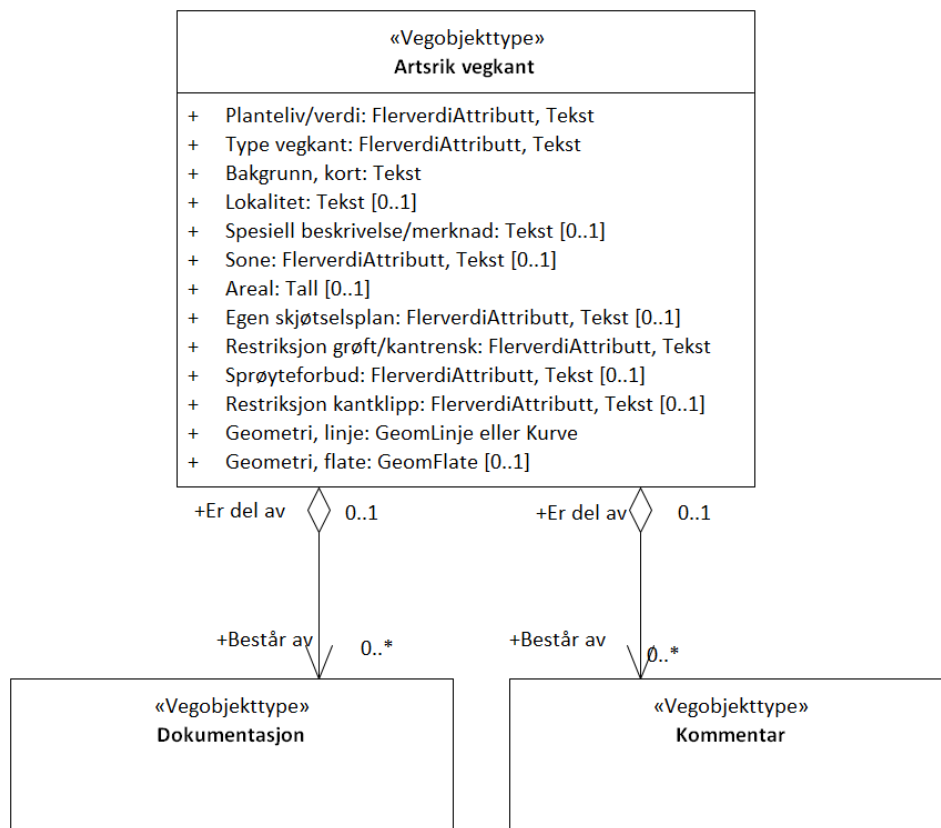 «Vegobjekttype»
Artsrik vegkant
+ Planteliv/verdi: FlerverdiAttributt, Tekst
+ Type vegkant: FlerverdiAttributt, Tekst
+ Bakgrunn, kort: Tekst
+ Lokalitet: Tekst [0..1]
+ Spesiell beskrivelse/merknad: Tekst [0..1]
+ Sone: FlerverdiAttributt, Tekst [0..1]
+ Areal: Tall [0..1]
+ Egen skjøtselsplan: FlerverdiAttributt, Tekst [0..1]
+ Restriksjon grøft/kantrensk: FlerverdiAttributt, Tekst
+ Sprøyteforbud: FlerverdiAttributt, Tekst [0..1]
+ Restriksjon kantklipp: FlerverdiAttributt, Tekst [0..1]
+ Geometri, linje: GeomLinje eller Kurve
+ Geometri, flate: GeomFlate [0..1]
+Er del av 0..1 +Er del av 0..1
+Består av 0..* +Består av 0..*
«Vegobjekttype» «Vegobjekttype»
Dokumentasjon Kommentar